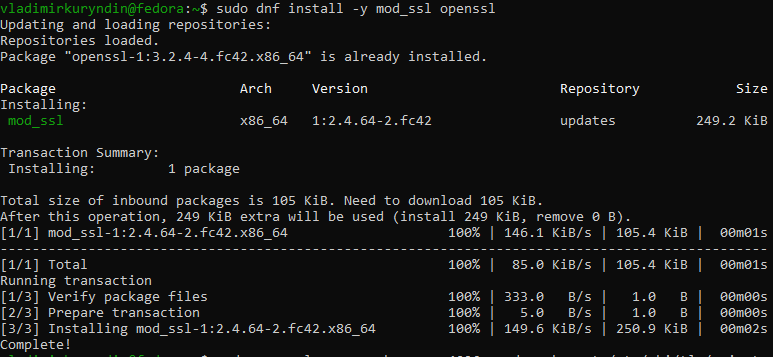 vladimirkuryndin@fedora:~$ sudo dnf install -y mod_ssl openssl
Updating and loading repositories:
Repositories loaded.
Package "openssl-1:3.2.4-4.fc42.x86_64" is already installed.
Package Arch Version Repository Size
Installing:
mod_ssl x86_64 1:2.4.64-2.fc42 updates 249.2 KiB
Transaction Summary:
Installing: 1 package
Total size of inbound packages is 105 KiB. Need to download 105 KiB.
After this operation, 249 KiB extra will be used (install 249 KiB, remove 0 B).
[1/1] mod_ssl-1:2.4.64-2.fc42.x86_64 100% | 146.1 KiB/s | 105.4 KiB | 00m01s
--------------------------------------------------------------------------------
[1/1] Total 100% | 85.0 KiB/s | 105.4 KiB | 00m01s
Running transaction
[1/3] Verify package files 100% | 333.0 B/s | 1.0 B | 00m00s
[2/3] Prepare transaction 100% | 5.0 B/s | 1.0 B | 00m00s
[3/3] Installing mod_ssl-1:2.4.64-2.fc42.x86_64 100% | 149.6 KiB/s | 250.9 KiB | 00m02s
Complete!